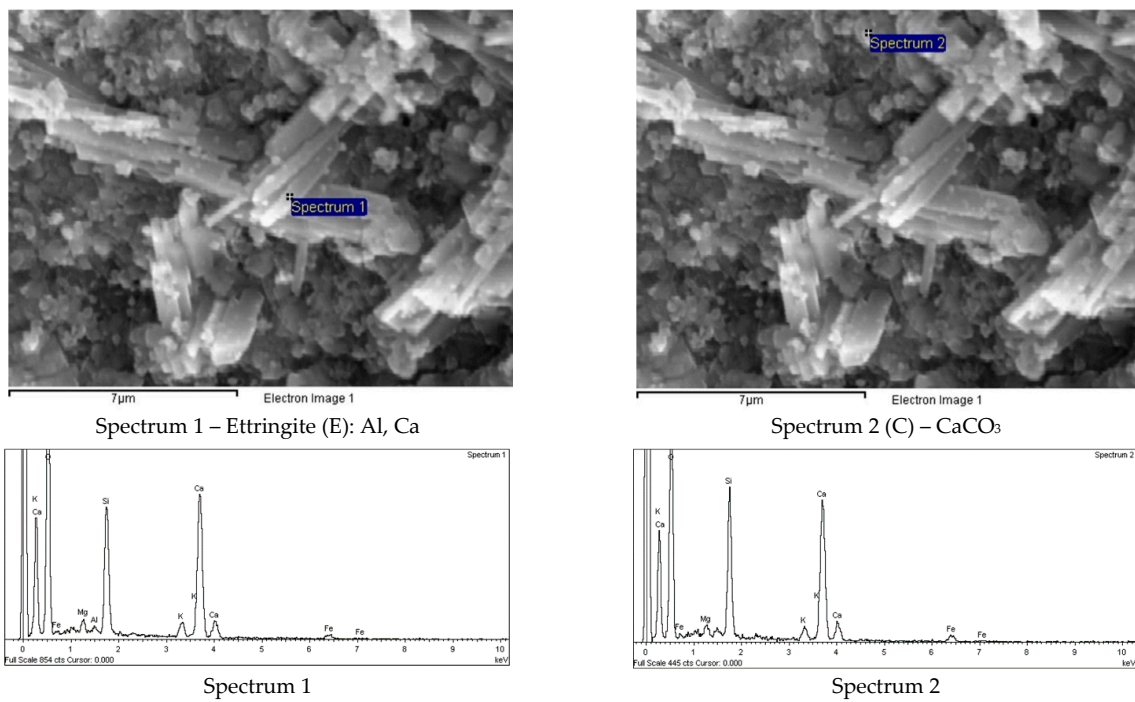 Spectrum 1
7µm
Electron Image 1
Spectrum 1 – Ettringite (E): Al, Ca
Spectrum 2
7µm
Electron Image 1
Spectrum 2 (C) – CaCO₃
Spectrum 1
O
K
Ca
Fe
Mg
Al
Si
K
K
Ca
Ca
Fe
Fe
0 1 2 3 4 5 6 7 8 9 10
Full Scale 854 cts Cursor: 0.000
keV
Spectrum 1
Spectrum 2
O
K
Ca
Fe
Mg
Si
K
K
Ca
Ca
Fe
Fe
0 1 2 3 4 5 6 7 8 9 10
Full Scale 445 cts Cursor: 0.000
keV
Spectrum 2